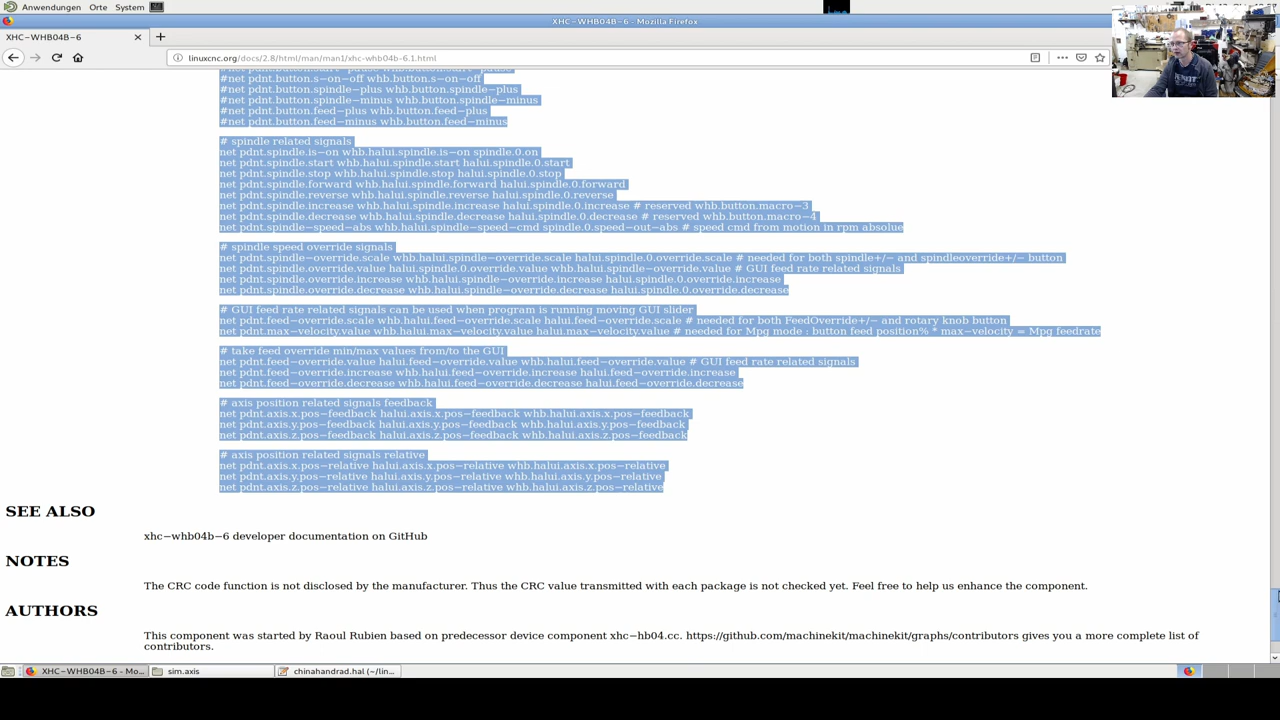 Anwendungen Orte System
XHC-WHB04B-6 - Mozilla Firefox
XHC-WHB04B-6
linuxcnc.org/docs/2.8/html/man/man1/xhc-whb04b-6.1.html
#net pdnt.button.start-pause whb.button.start-pause
#net pdnt.button.s-on-off whb.button.s-on-off
#net pdnt.button.spindle-plus whb.button.spindle-plus
#net pdnt.button.spindle-minus whb.button.spindle-minus
#net pdnt.button.feed-plus whb.button.feed-plus
#net pdnt.button.feed-minus whb.button.feed-minus
# spindle related signals
net pdnt.spindle.is-on whb.halui.spindle.is-on spindle.0.on
net pdnt.spindle.start whb.halui.spindle.start halui.spindle.0.start
net pdnt.spindle.stop whb.halui.spindle.stop halui.spindle.0.stop
net pdnt.spindle.forward whb.halui.spindle.forward halui.spindle.0.forward
net pdnt.spindle.reverse whb.halui.spindle.reverse halui.spindle.0.reverse
net pdnt.spindle.increase whb.halui.spindle.increase halui.spindle.0.increase # reserved whb.button.macro-3
net pdnt.spindle.decrease whb.halui.spindle.decrease halui.spindle.0.decrease # reserved whb.button.macro-4
net pdnt.spindle-speed-abs whb.halui.spindle-speed-cmd spindle.0.speed-out-abs # speed cmd from motion in rpm absolue
# spindle speed override signals
net pdnt.spindle-override.scale whb.halui.spindle-override.scale halui.spindle.0.override.scale # needed for both spindle+/- and spindleoverride+/- button
net pdnt.spindle.override.value halui.spindle.0.override.value whb.halui.spindle-override.value # GUI feed rate related signals
net pdnt.spindle.override.increase whb.halui.spindle-override.increase halui.spindle.0.override.increase
net pdnt.spindle.override.decrease whb.halui.spindle-override.decrease halui.spindle.0.override.decrease
# GUI feed rate related signals can be used when program is running moving GUI slider
net pdnt.feed-override.scale whb.halui.feed-override.scale halui.feed-override.scale # needed for both FeedOverride+/- and rotary knob button
net pdnt.max-velocity.value whb.halui.max-velocity.value halui.max-velocity.value # needed for Mpg mode : button feed position% * max-velocity = Mpg feedrate
# take feed override min/max values from/to the GUI
net pdnt.feed-override.value halui.feed-override.value whb.halui.feed-override.value # GUI feed rate related signals
net pdnt.feed-override.increase whb.halui.feed-override.increase halui.feed-override.increase
net pdnt.feed-override.decrease whb.halui.feed-override.decrease halui.feed-override.decrease
# axis position related signals feedback
net pdnt.axis.x.pos-feedback halui.axis.x.pos-feedback whb.halui.axis.x.pos-feedback
net pdnt.axis.y.pos-feedback halui.axis.y.pos-feedback whb.halui.axis.y.pos-feedback
net pdnt.axis.z.pos-feedback halui.axis.z.pos-feedback whb.halui.axis.z.pos-feedback
# axis position related signals relative
net pdnt.axis.x.pos-relative halui.axis.x.pos-relative whb.halui.axis.x.pos-relative
net pdnt.axis.y.pos-relative halui.axis.y.pos-relative whb.halui.axis.y.pos-relative
net pdnt.axis.z.pos-relative halui.axis.z.pos-relative whb.halui.axis.z.pos-relative
SEE ALSO
xhc-whb04b-6 developer documentation on GitHub
NOTES
The CRC code function is not disclosed by the manufacturer. Thus the CRC value transmitted with each package is not checked yet. Feel free to help us enhance the component.
AUTHORS
This component was started by Raoul Rubien based on predecessor device component xhc-hb04.cc. https://github.com/machinekit/machinekit/graphs/contributors gives you a more complete list of
contributors.
XHC-WHB04B-6 - Mo... sim.axis chinahandrad.hal (~/lin...